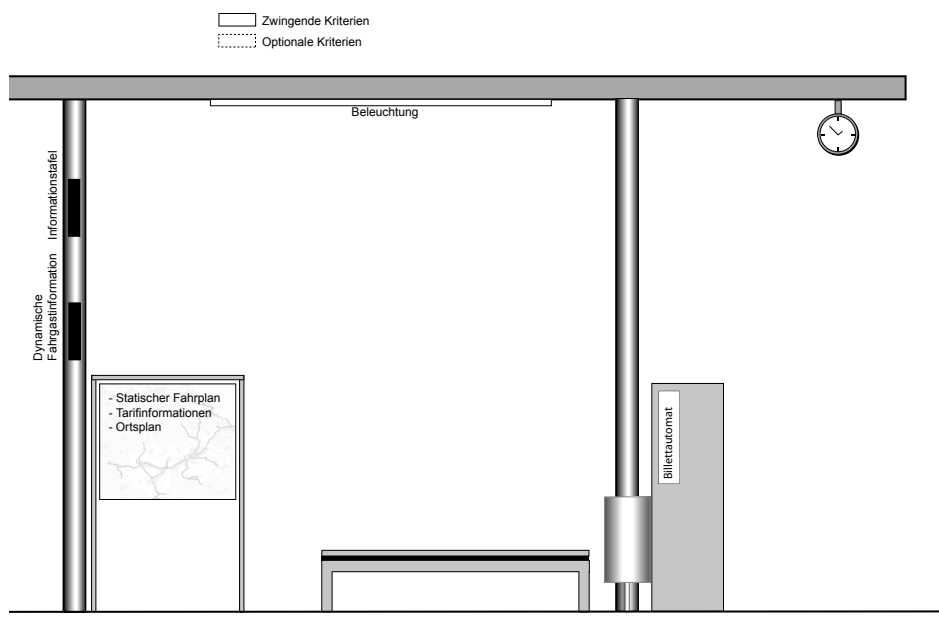 Zwingende Kriterien
Optionale Kriterien
Beleuchtung
Informationstafel
Dynamische
Fahrgastinformation
- Statischer Fahrplan
- Tarifinformationen
- Ortsplan
Billettautomat